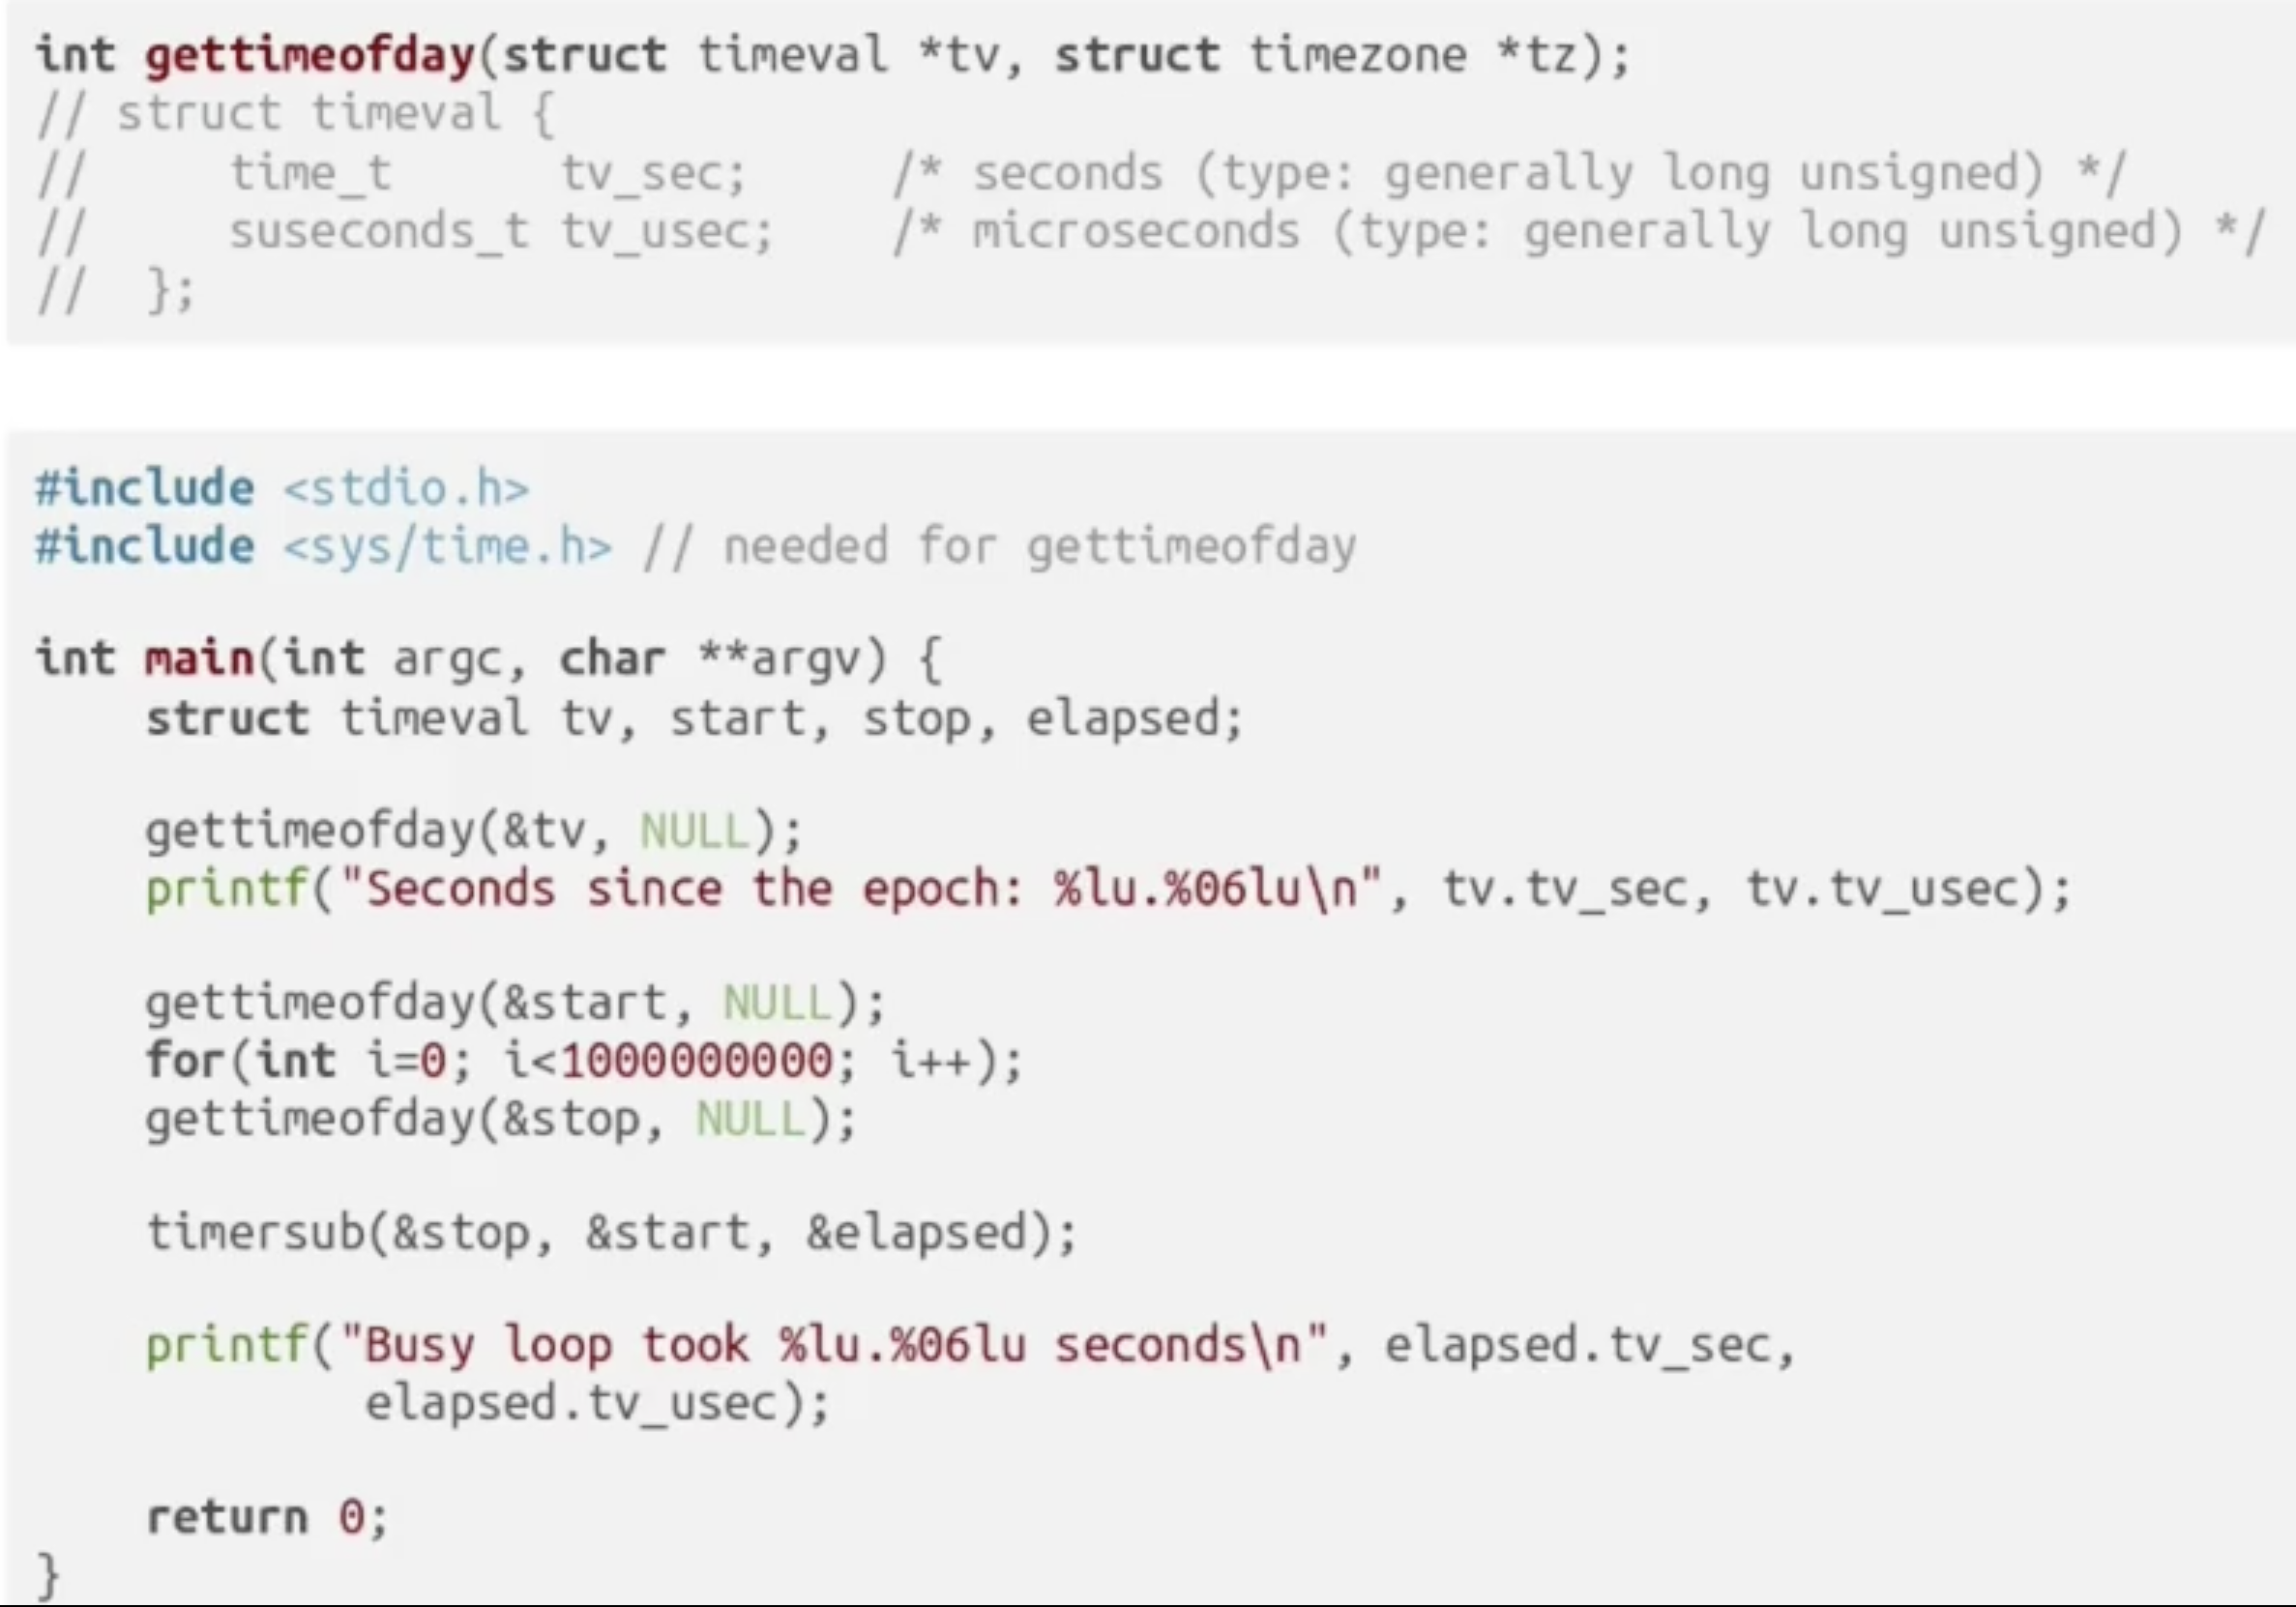 int gettimeofday(struct timeval *tv, struct timezone *tz);
// struct timeval {
//     time_t      tv_sec;     /* seconds (type: generally long unsigned) */
//     suseconds_t tv_usec;    /* microseconds (type: generally long unsigned) */
//  };
#include <stdio.h>
#include <sys/time.h> // needed for gettimeofday
int main(int argc, char **argv) {
    struct timeval tv, start, stop, elapsed;
    gettimeofday(&tv, NULL);
    printf("Seconds since the epoch: %lu.%06lu\n", tv.tv_sec, tv.tv_usec);
    gettimeofday(&start, NULL);
    for(int i=0; i<1000000000; i++);
    gettimeofday(&stop, NULL);
    timersub(&stop, &start, &elapsed);
    printf("Busy loop took %lu.%06lu seconds\n", elapsed.tv_sec,
            elapsed.tv_usec);
    return 0;
}